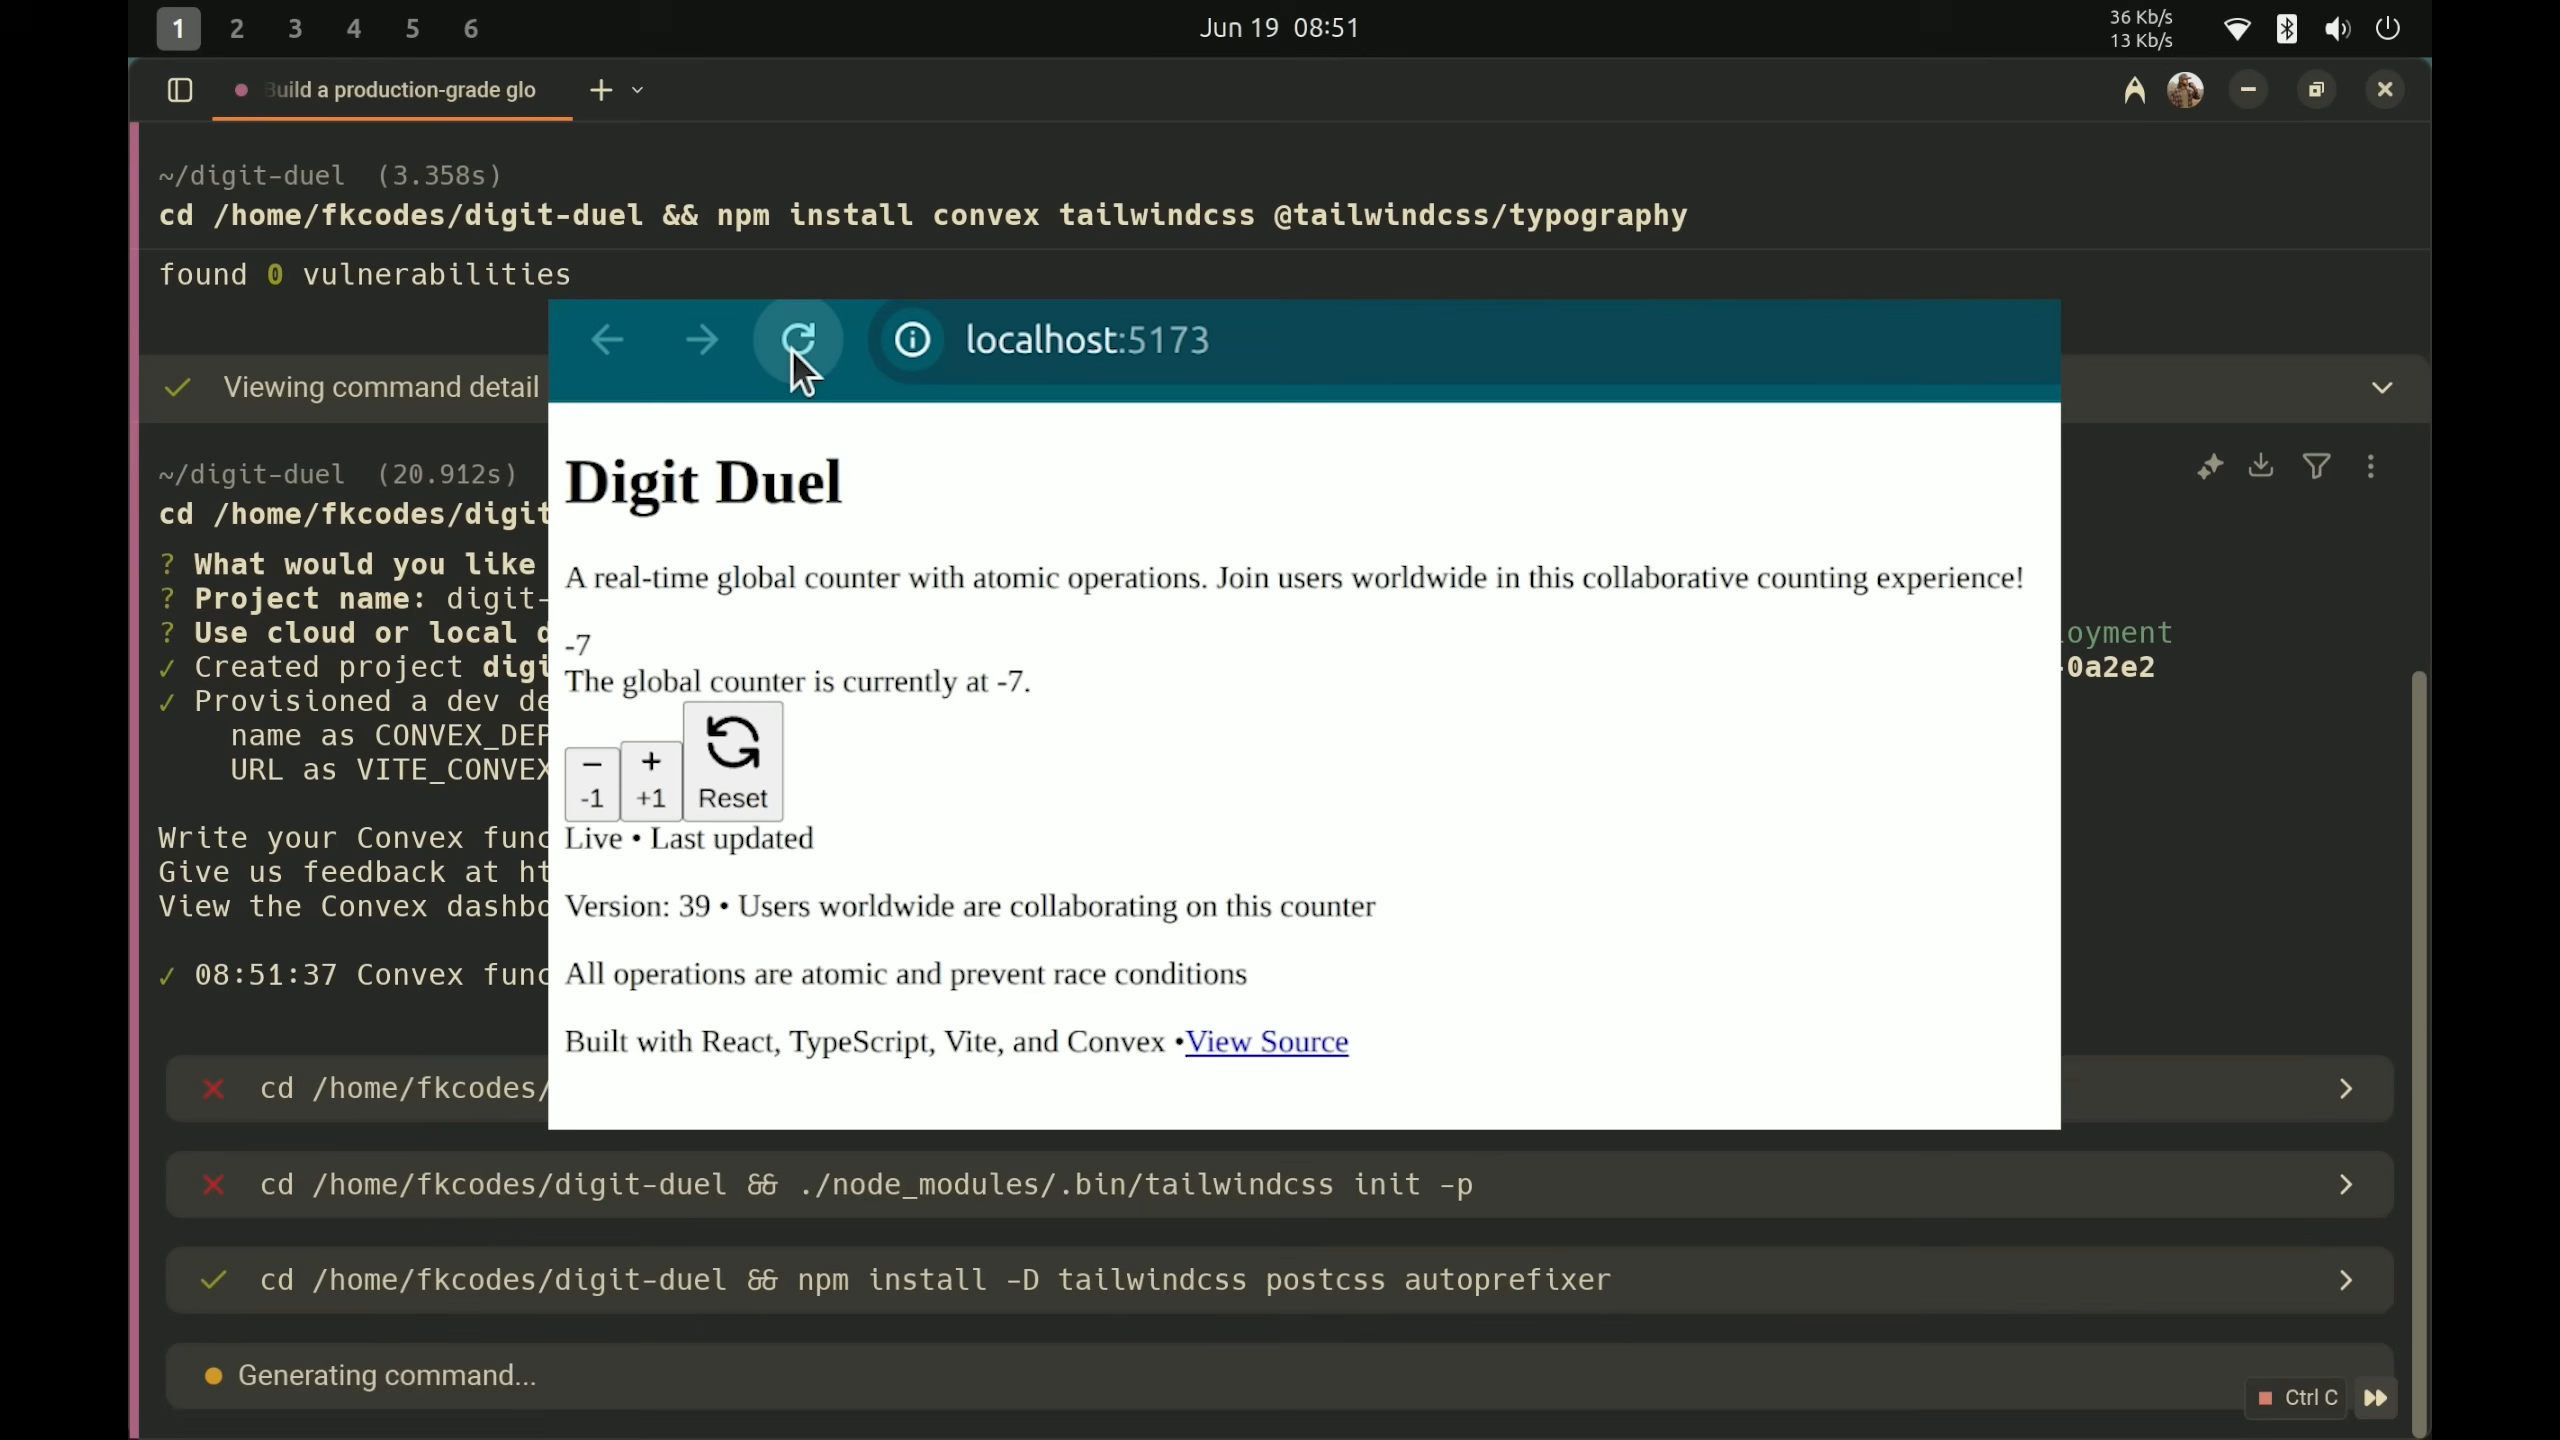 1 2 3 4 5 6
Jun 19 08:51
36 Kb/s
13 Kb/s
Build a production-grade glo
~/digit-duel (3.358s)
cd /home/fkcodes/digit-duel && npm install convex tailwindcss @tailwindcss/typography
found 0 vulnerabilities
localhost:5173
Viewing command detail
Digit Duel
A real-time global counter with atomic operations. Join users worldwide in this collaborative counting experience!
-7
The global counter is currently at -7.
− +
-1 +1 Reset
Live • Last updated
Version: 39 • Users worldwide are collaborating on this counter
All operations are atomic and prevent race conditions
Built with React, TypeScript, Vite, and Convex •View Source
~/digit-duel (20.912s)
cd /home/fkcodes/digit
? What would you like
? Project name: digit-
? Use cloud or local d
oyment
✓ Created project digi
-0a2e2
✓ Provisioned a dev de
name as CONVEX_DEP
URL as VITE_CONVEX
Write your Convex func
Give us feedback at ht
View the Convex dashbo
✓ 08:51:37 Convex func
cd /home/fkcodes/
cd /home/fkcodes/digit-duel && ./node_modules/.bin/tailwindcss init -p
cd /home/fkcodes/digit-duel && npm install -D tailwindcss postcss autoprefixer
Generating command...
Ctrl C